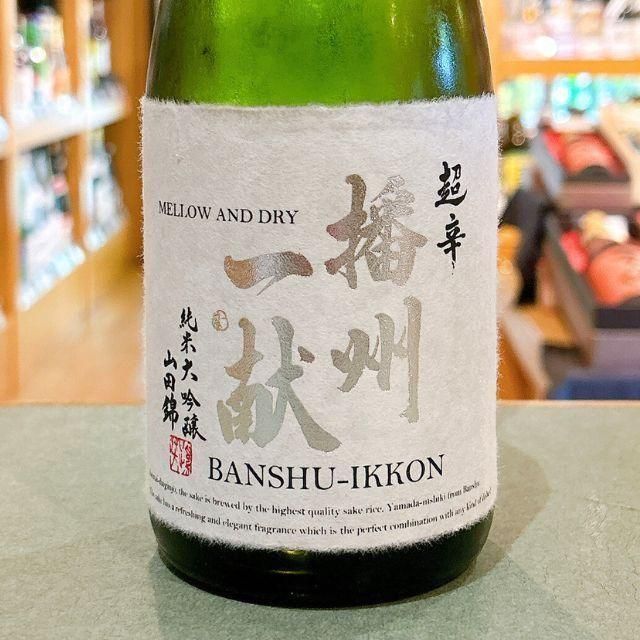 超辛
播州
一献
MELLOW AND DRY
純米大吟醸
山田錦
BANSHU-IKKON
the sake is brewed by the highest quality sake rice, Yamada-nishiki from Banshu
sake has a refreshing and elegant fragrance which is the perfect combination with any kind of